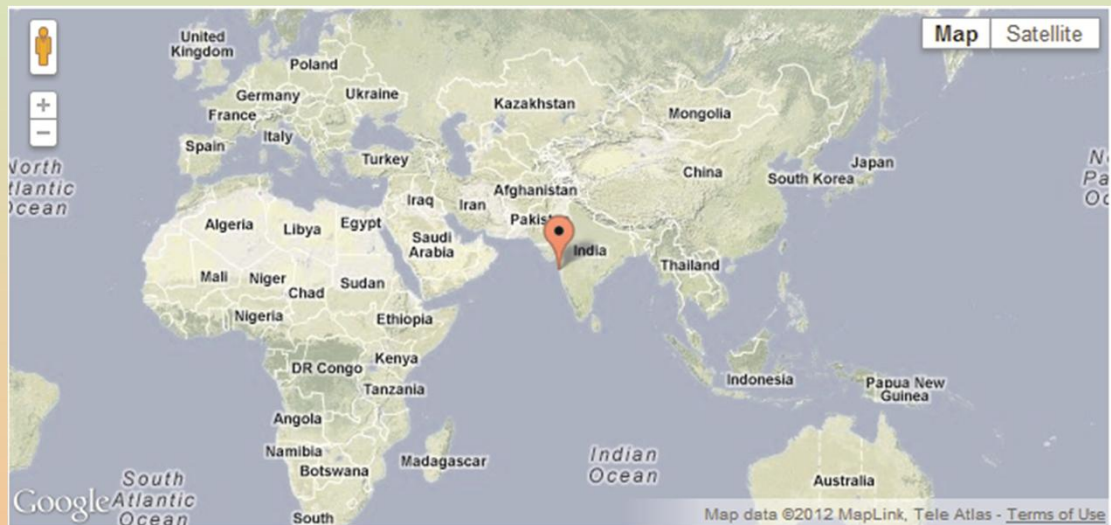 Map
Satellite
United
Kingdom
Poland
Germany
Ukraine
France
Kazakhstan
Mongolia
Italy
Spain
Turkey
Japan
China
South Korea
North
tlantic
Ocean
Afghanistan
Iraq
Iran
Algeria
Egypt
Libya
Saudi
Arabia
India
Thailand
Mali
Niger
Chad
Sudan
Nigeria
Ethiopia
Kenya
DR Congo
Tanzania
Indonesia
Papua New
Guinea
Angola
Namibia
Botswana
Madagascar
Indian
Ocean
Australia
South
Atlantic
Ocean
South
Google
Map data ©2012 MapLink, Tele Atlas - Terms of Use